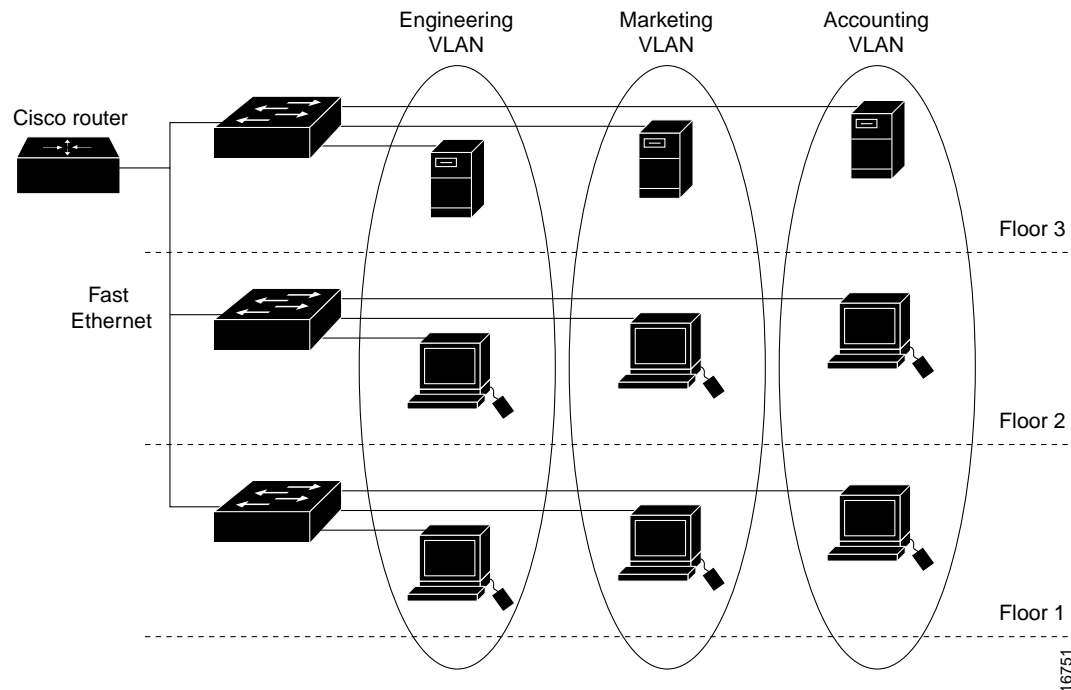 Engineering
VLAN
Marketing
VLAN
Accounting
VLAN
Cisco router
Floor 3
Fast
Ethernet
Floor 2
Floor 1
16751